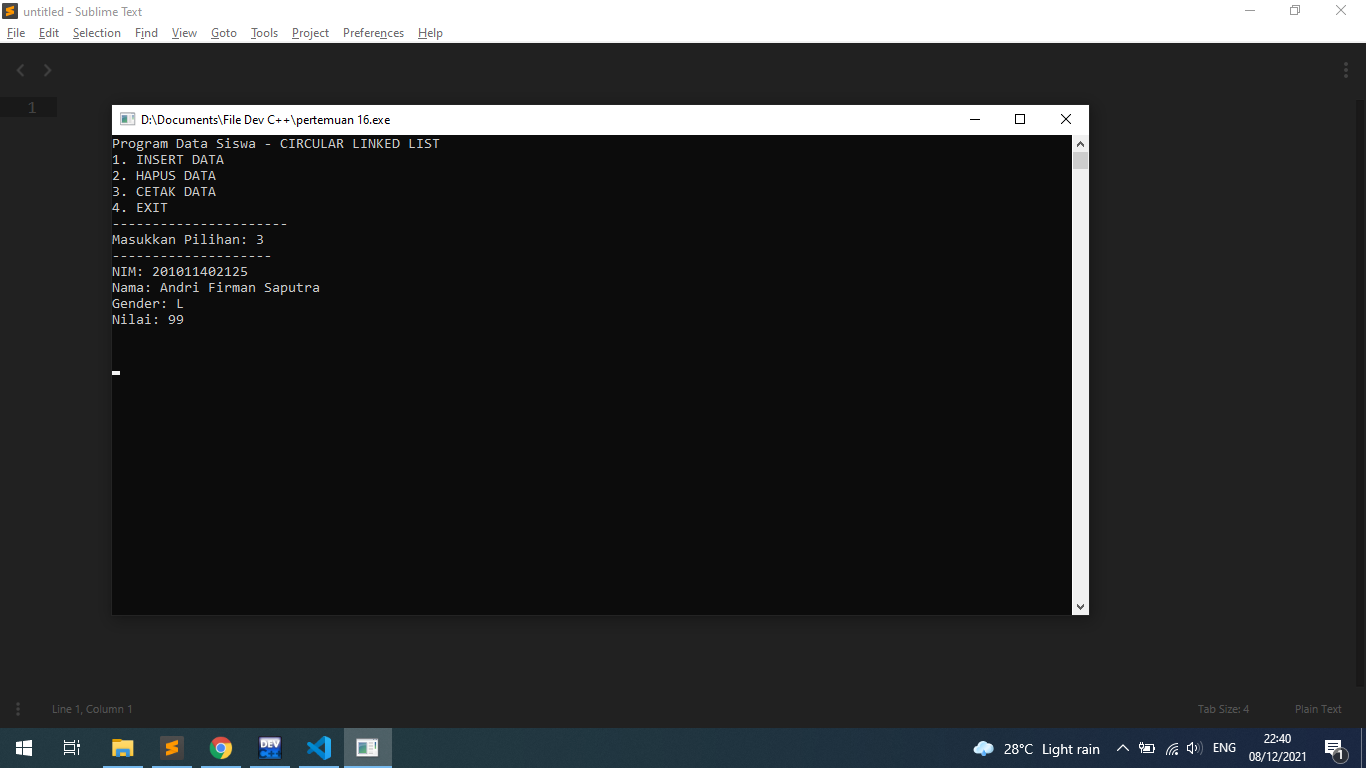 untitled - Sublime Text
File Edit Selection Find View Goto Tools Project Preferences Help
1
D:\Documents\File Dev C++\pertemuan 16.exe
Program Data Siswa - CIRCULAR LINKED LIST
1. INSERT DATA
2. HAPUS DATA
3. CETAK DATA
4. EXIT
----------------------
Masukkan Pilihan: 3
--------------------
NIM: 201011402125
Nama: Andri Firman Saputra
Gender: L
Nilai: 99
Line 1, Column 1 Tab Size: 4 Plain Text
DEV 28°C Light rain ENG 22:40
08/12/2021 1